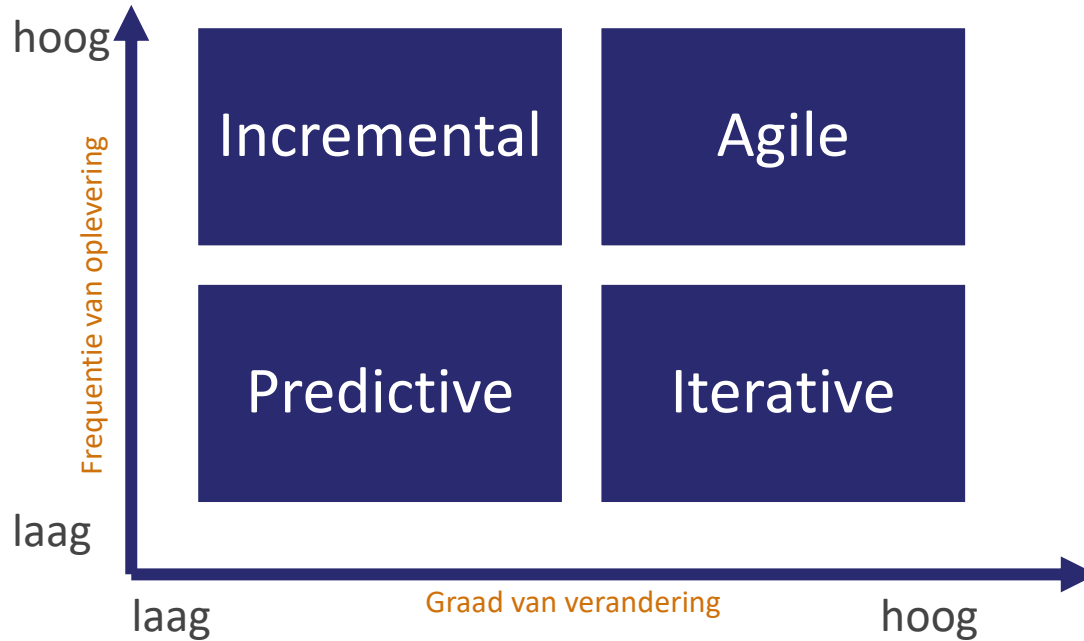 hoog
Incremental
Agile
Frequentie van oplevering
Predictive
Iterative
laag
laag
Graad van verandering
hoog